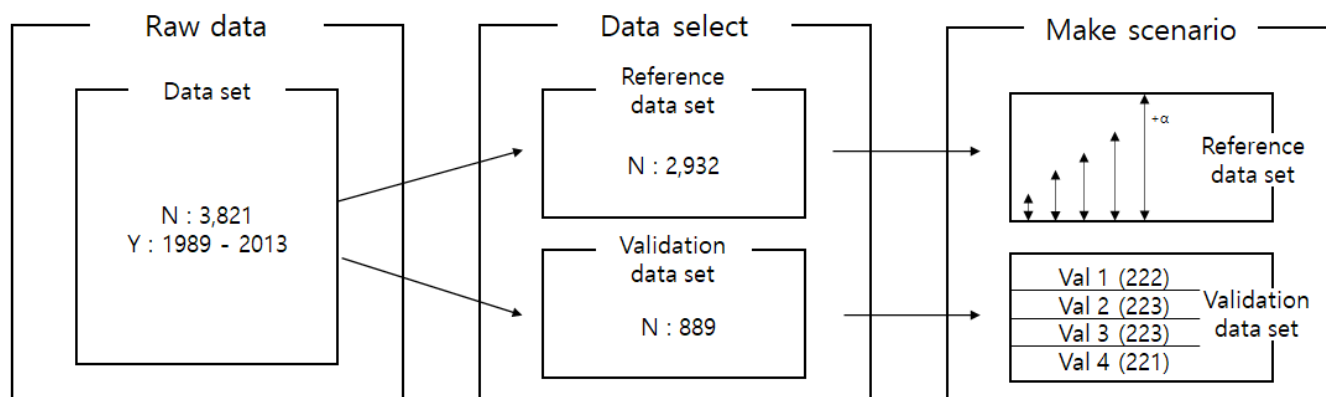 Raw data
Data set
N : 3,821
Y : 1989 - 2013
Data select
Reference
data set
N : 2,932
Validation
data set
N : 889
Make scenario
+α
Reference
data set
Val 1 (222)
Val 2 (223)
Val 3 (223)
Val 4 (221)
Validation
data set